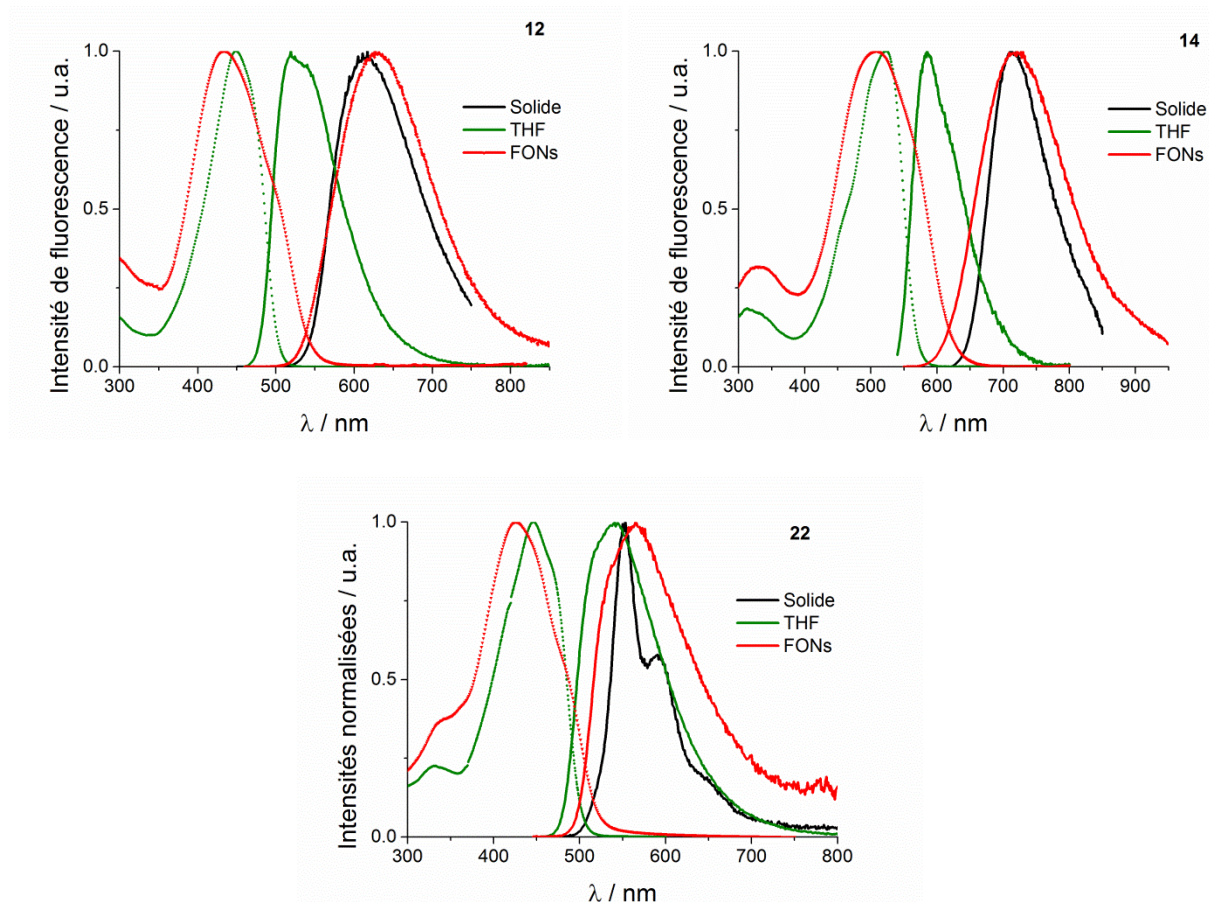 12
Intensité de fluorescence / u.a.
1.0
0.5
0.0
Solide
THF
FONs
300 400 500 600 700 800
λ / nm
14
Intensité de fluorescence / u.a.
1.0
0.5
0.0
Solide
THF
FONs
300 400 500 600 700 800 900
λ / nm
22
Intensités normalisées / u.a.
1.0
0.5
0.0
Solide
THF
FONs
300 400 500 600 700 800
λ / nm